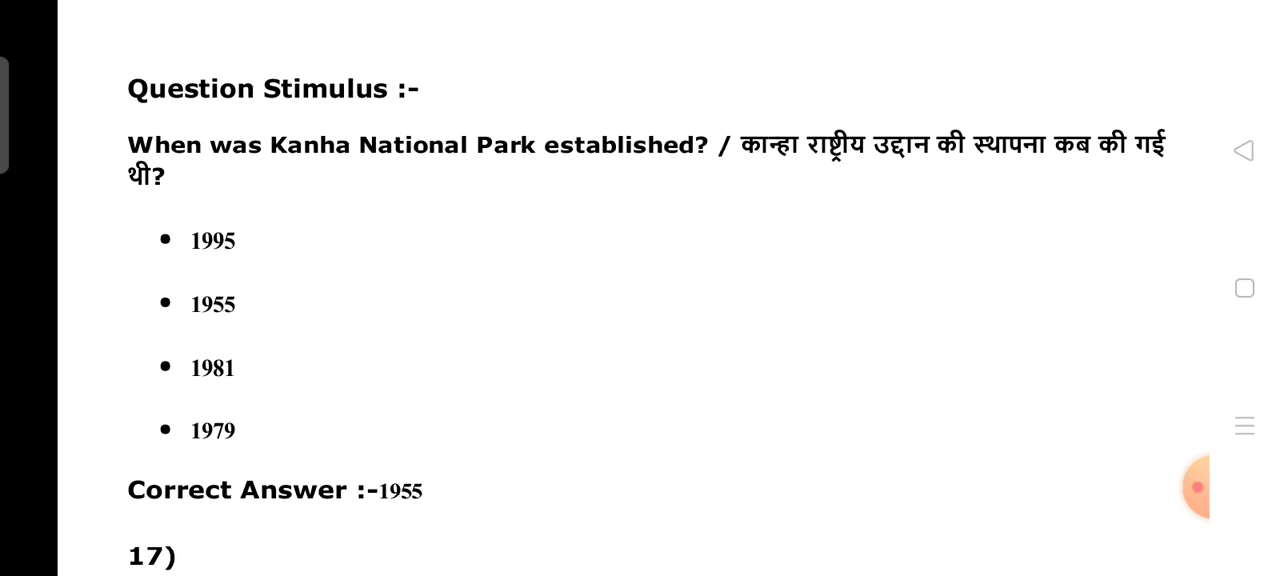 Question Stimulus :-
When was Kanha National Park established? / कान्हा राष्ट्रीय उद्दान की स्थापना कब की गई
थी?
• 1995
• 1955
• 1981
• 1979
Correct Answer :-1955
17)